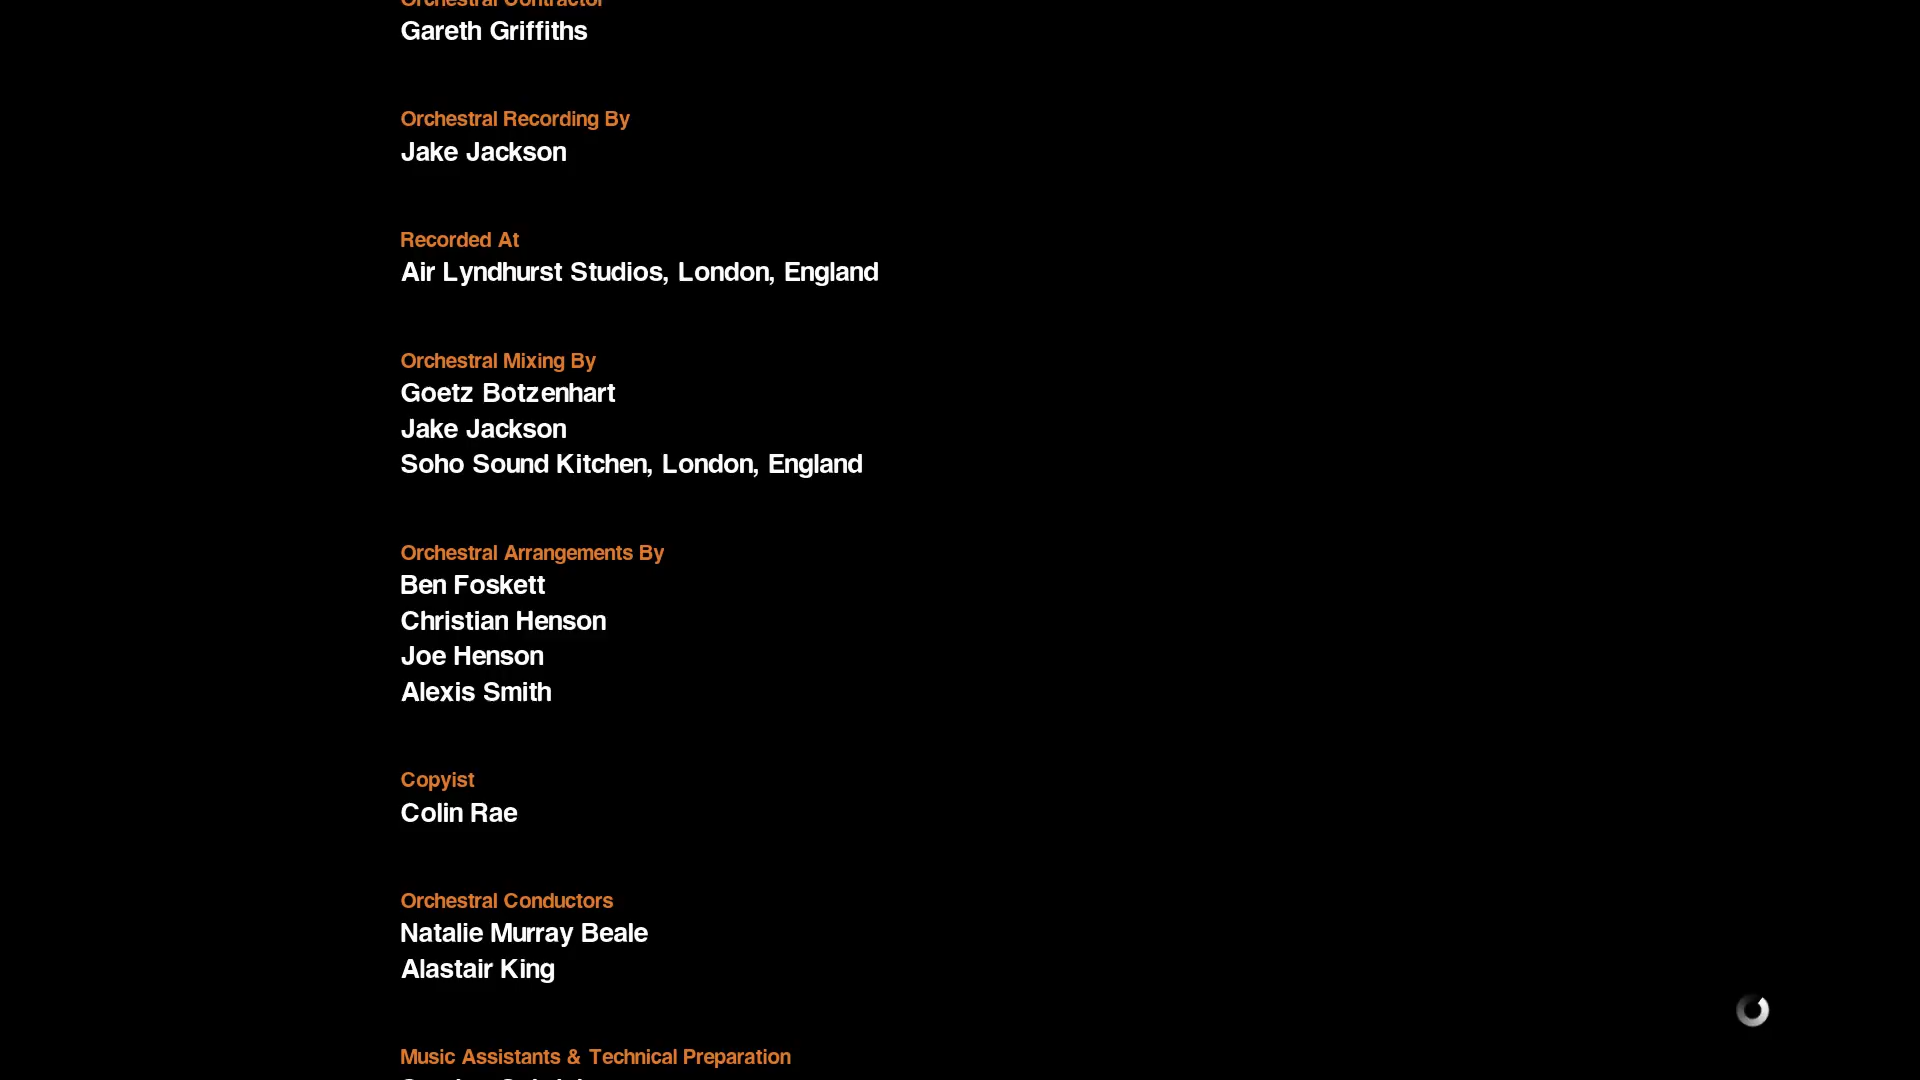 Orchestral Contractor
Gareth Griffiths
Orchestral Recording By
Jake Jackson
Recorded At
Air Lyndhurst Studios, London, England
Orchestral Mixing By
Goetz Botzenhart
Jake Jackson
Soho Sound Kitchen, London, England
Orchestral Arrangements By
Ben Foskett
Christian Henson
Joe Henson
Alexis Smith
Copyist
Colin Rae
Orchestral Conductors
Natalie Murray Beale
Alastair King
Music Assistants & Technical Preparation